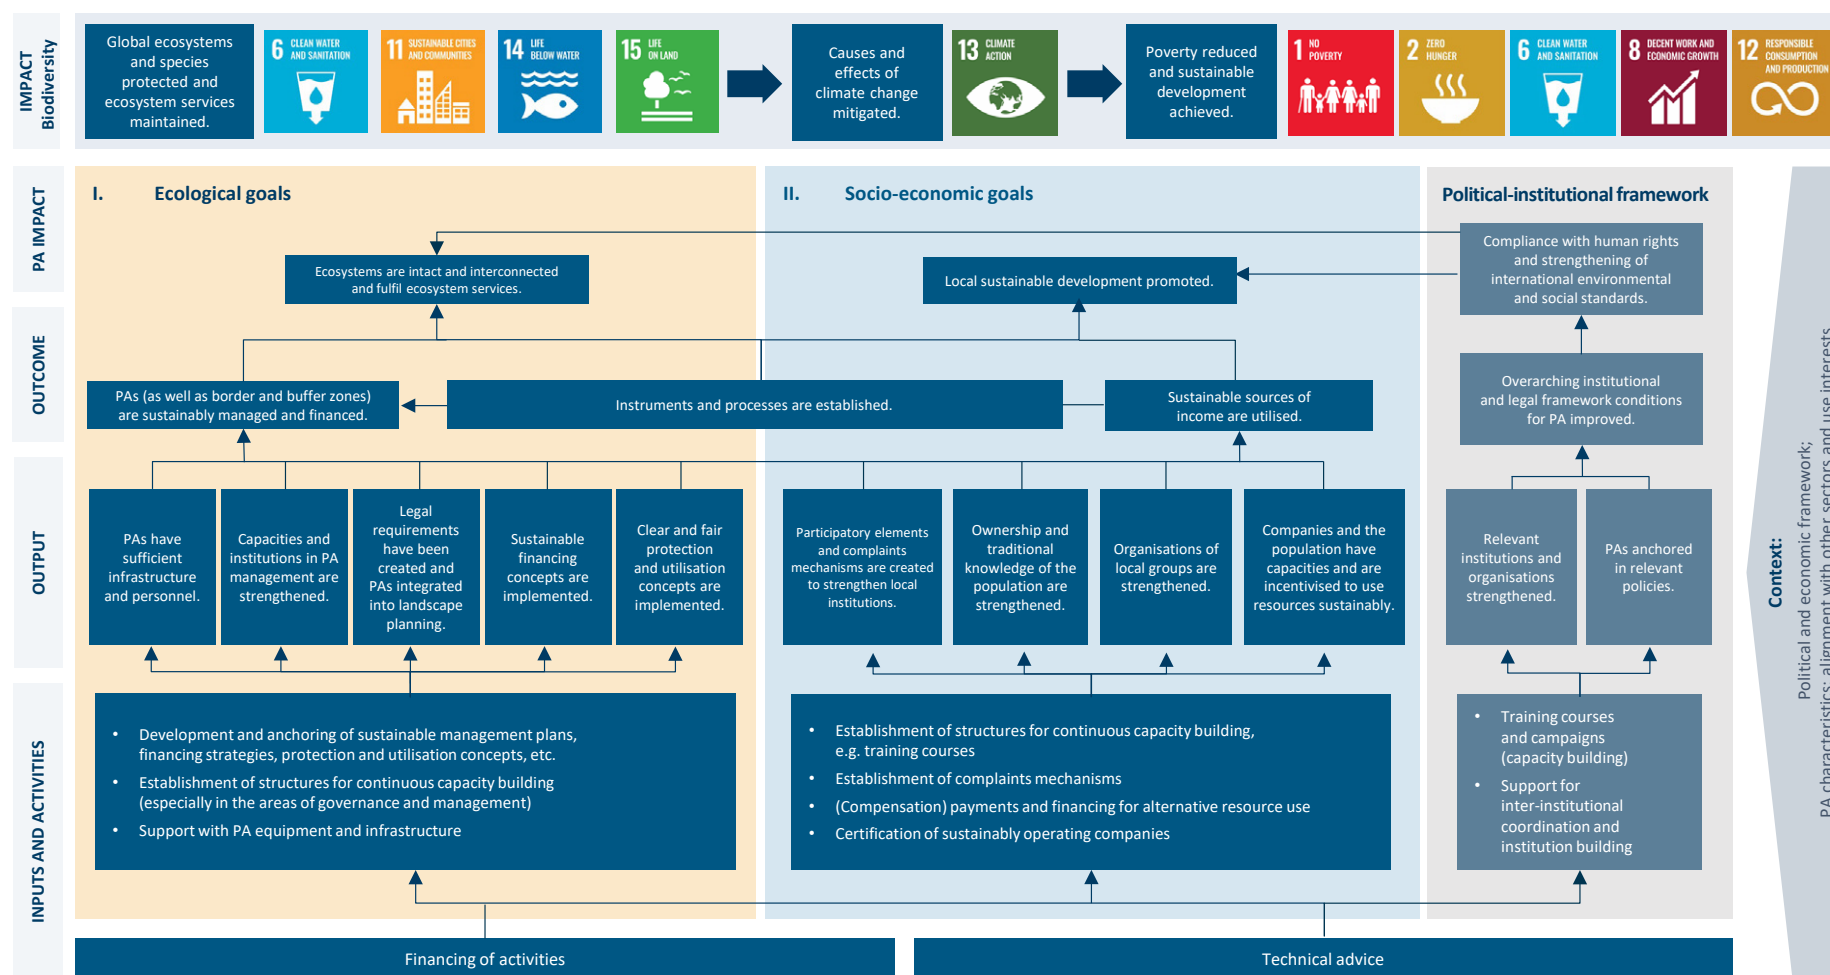 IMPACT
Biodiversity
Global ecosystems
and species
protected and
ecosystem services
maintained.
6 CLEAN WATER
AND SANITATION
11 SUSTAINABLE CITIES
AND COMMUNITIES
14 LIFE
BELOW WATER
15 LIFE
ON LAND
Causes and
effects of
climate change
mitigated.
13 CLIMATE
ACTION
Poverty reduced
and sustainable
development
achieved.
1 NO
POVERTY
2 ZERO
HUNGER
6 CLEAN WATER
AND SANITATION
8 DECENT WORK AND
ECONOMIC GROWTH
12 RESPONSIBLE
CONSUMPTION
AND PRODUCTION
PA IMPACT
I. Ecological goals
II. Socio-economic goals
Political-institutional framework
Ecosystems are intact and interconnected
and fulfil ecosystem services.
Local sustainable development promoted.
Compliance with human rights
and strengthening of
international environmental
and social standards.
OUTCOME
PAs (as well as border and buffer zones)
are sustainably managed and financed.
Instruments and processes are established.
Sustainable sources of
income are utilised.
Overarching institutional
and legal framework conditions
for PA improved.
OUTPUT
PAs have
sufficient
infrastructure
and personnel.
Capacities and
institutions in PA
management are
strengthened.
Legal
requirements
have been
created and
PAs integrated
into landscape
planning.
Sustainable
financing
concepts are
implemented.
Clear and fair
protection
and utilisation
concepts are
implemented.
Participatory elements
and complaints
mechanisms are created
to strengthen local
institutions.
Ownership and
traditional
knowledge of the
population are
strengthened.
Organisations of
local groups are
strengthened.
Companies and the
population have
capacities and are
incentivised to use
resources sustainably.
Relevant
institutions and
organisations
strengthened.
PAs anchored
in relevant
policies.
INPUTS AND ACTIVITIES
• Development and anchoring of sustainable management plans,
financing strategies, protection and utilisation concepts, etc.
• Establishment of structures for continuous capacity building
(especially in the areas of governance and management)
• Support with PA equipment and infrastructure
• Establishment of structures for continuous capacity building,
e.g. training courses
• Establishment of complaints mechanisms
• (Compensation) payments and financing for alternative resource use
• Certification of sustainably operating companies
• Training courses
and campaigns
(capacity building)
• Support for
inter-institutional
coordination and
institution building
Financing of activities
Technical advice
Context:
Political and economic framework;
PA characteristics; alignment with other sectors and use interests